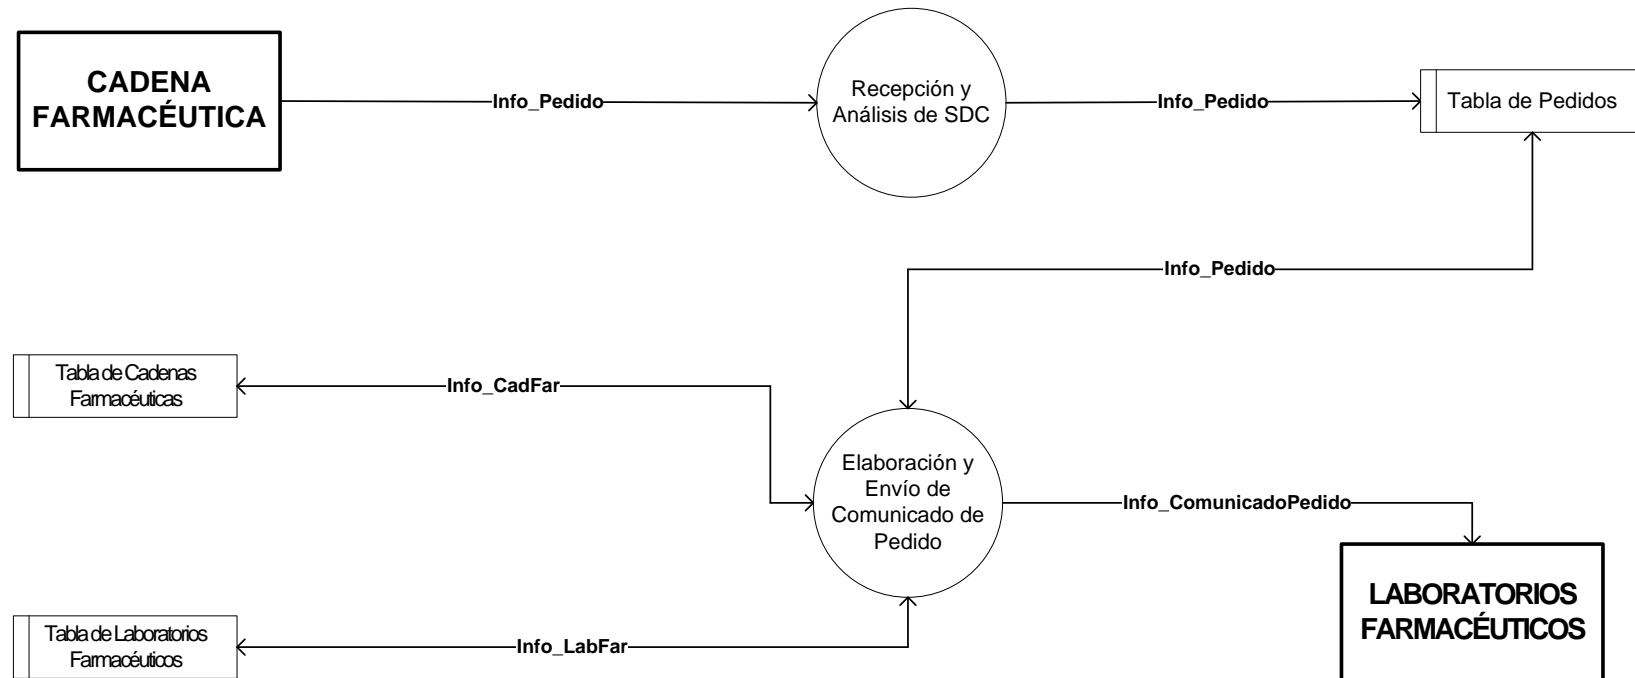 CADENA
FARMACÉUTICA
Info_Pedido
Recepción y
Análisis de SDC
Info_Pedido
Tabla de Pedidos
Info_Pedido
Tabla de Cadenas
Farmacéuticas
Info_CadFar
Elaboración y
Envío de
Comunicado de
Pedido
Info_ComunicadoPedido
LABORATORIOS
FARMACÉUTICOS
Tabla de Laboratorios
Farmacéuticos
Info_LabFar